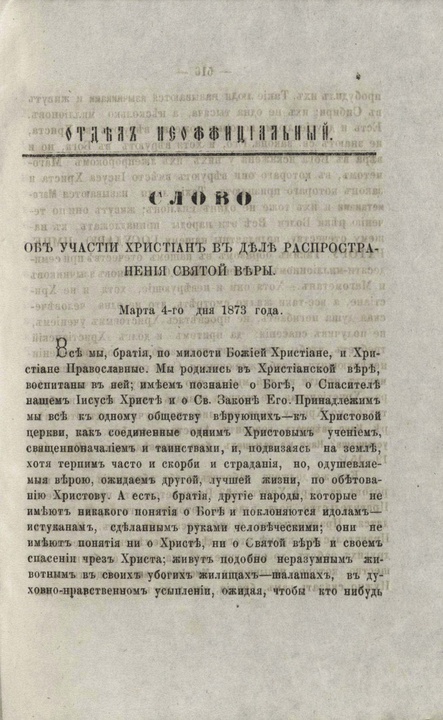 ОТДѢЛЪ НЕОФФИЦІАЛЬНЫЙ.
СЛОВО
ОБЪ УЧАСТІИ ХРИСТІАНЪ ВЪ ДѢЛѢ РАСПРОСТРА-
НЕНІЯ СВЯТОЙ ВѢРЫ.
Марта 4-го дня 1873 года.
Всѣ мы, братія, по милости Божіей Христіане, и Хри-
стіане Православные. Мы родились въ Христіанской вѣрѣ,
воспитаны въ ней; имѣемъ познаніе о Богѣ, о Спасителѣ
нашемъ Іисусѣ Христѣ и о Св. Законѣ Его. Принадлежимъ
мы всѣ къ одному обществу вѣрующихъ—къ Христовой
церкви, какъ соединенные однимъ Христовымъ ученіемъ,
священноначаліемъ и таинствами, и, подвизаясь на землѣ,
хотя терпимъ часто и скорби и страданія, но, одушевляе-
мыя вѣрою, ожидаемъ другой, лучшей жизни, по обѣтова-
нію Христову. А есть, братія, другіе народы, которые не
имѣютъ никакого понятія о Богѣ и поклоняются идоламъ—
истуканамъ, сдѣланнымъ руками человѣческими; они не
имѣютъ понятія ни о Христѣ, ни о Святой вѣрѣ и своемъ
спасеніи чрезъ Христа; живутъ подобно неразумнымъ жи-
вотнымъ въ своихъ убогихъ жилищахъ—шалашахъ, въ ду-
ховно-нравственномъ усыпленіи, ожидая, чтобы кто нибудь